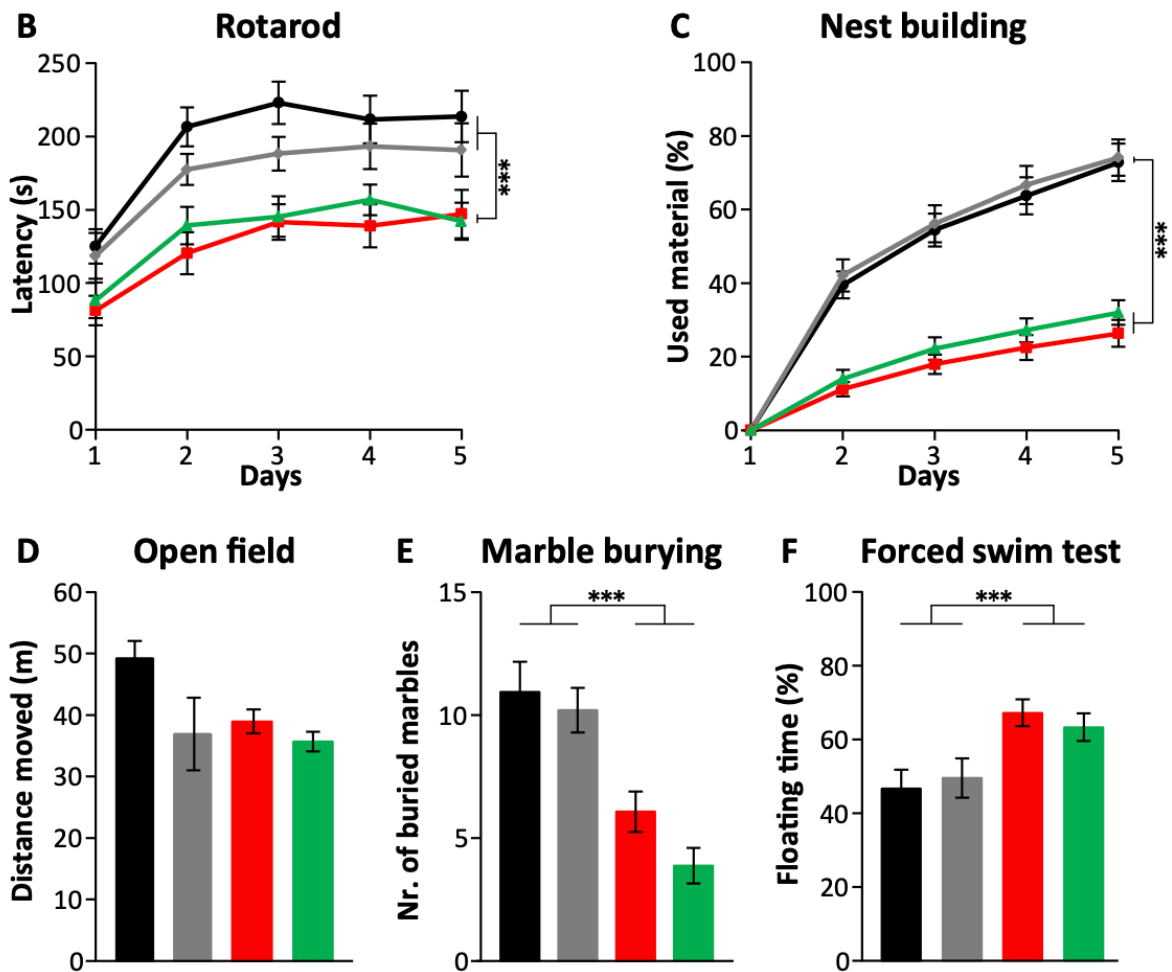 B Rotarod
250
200
150
100
50
0
Latency (s)
***
1 2 3 4 5
Days
C Nest building
100
80
60
40
20
0
Used material (%)
***
1 2 3 4 5
Days
D Open field
60
50
40
30
20
10
0
Distance moved (m)
E Marble burying
15
10
5
0
Nr. of buried marbles
***
F Forced swim test
100
80
60
40
20
0
Floating time (%)
***